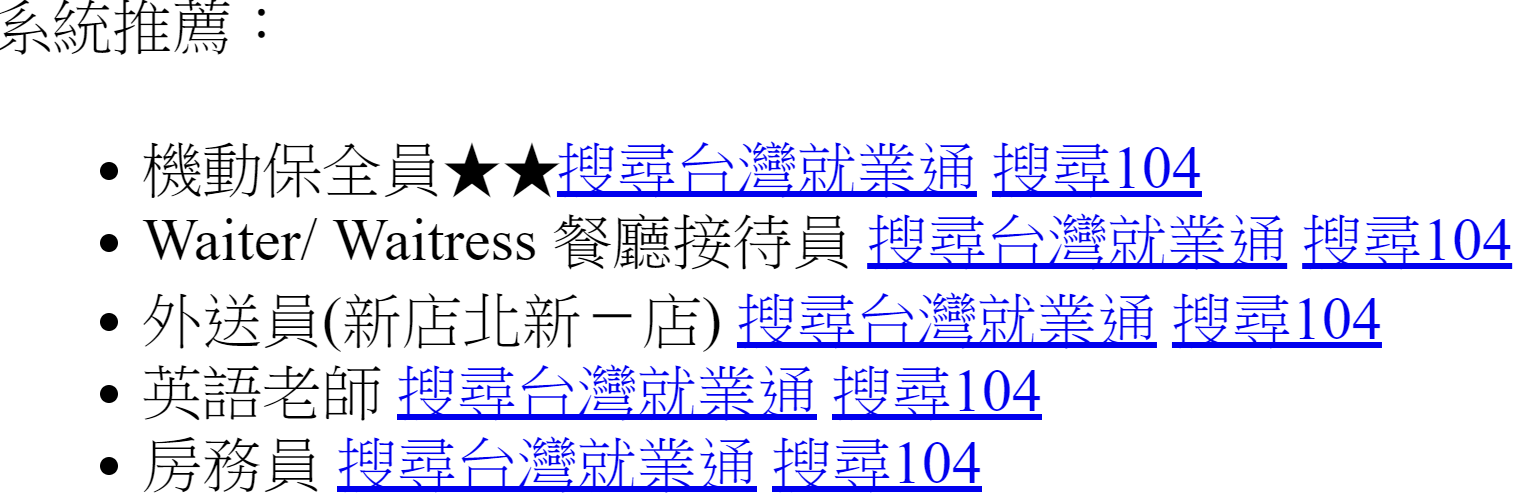 系統推薦：
• 機動保全員★★搜尋台灣就業通 搜尋104
• Waiter/ Waitress 餐廳接待員 搜尋台灣就業通 搜尋104
• 外送員(新店北新－店) 搜尋台灣就業通 搜尋104
• 英語老師 搜尋台灣就業通 搜尋104
• 房務員 搜尋台灣就業通 搜尋104